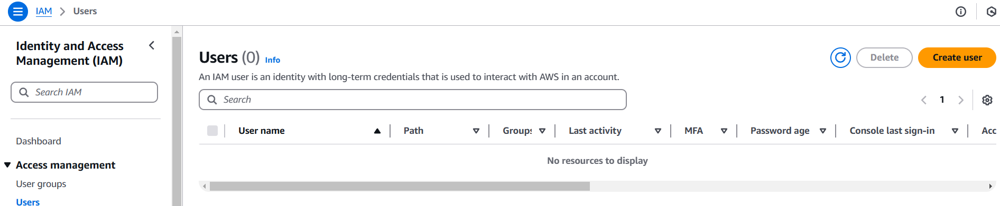 IAM > Users
Identity and Access
Management (IAM)
Search IAM
Dashboard
Access management
User groups
Users
Users (0) Info
Delete
Create user
An IAM user is an identity with long-term credentials that is used to interact with AWS in an account.
Search
1
User name Path Groups Last activity MFA Password age Console last sign-in Acc
No resources to display